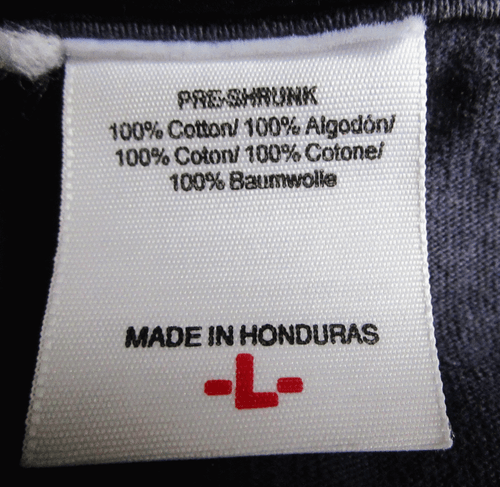 PRE-SHRUNK
100% Cotton/ 100% Algodón/
100% Coton/ 100% Cotone/
100% Baumwolle
MADE IN HONDURAS
-L-